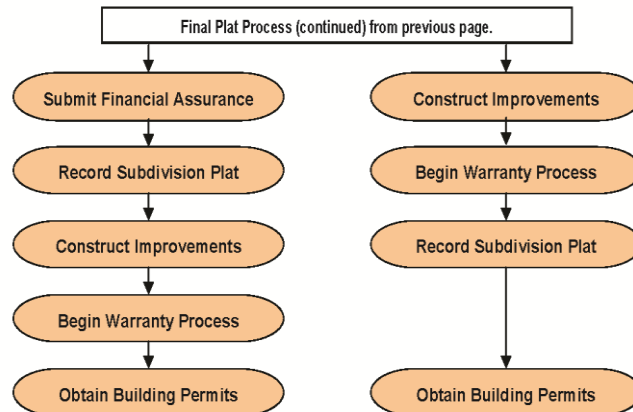 Final Plat Process (continued) from previous page.
Submit Financial Assurance
Record Subdivision Plat
Construct Improvements
Begin Warranty Process
Obtain Building Permits
Construct Improvements
Begin Warranty Process
Record Subdivision Plat
Obtain Building Permits